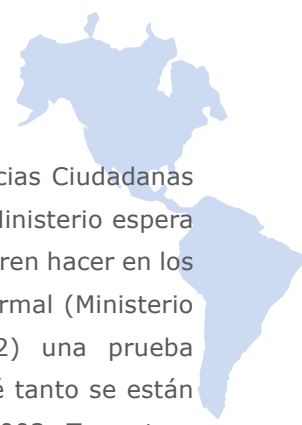 cias Ciudadanas
Ministerio espera
ren hacer en los
rmal (Ministerio
2) una prueba
é tanto se están